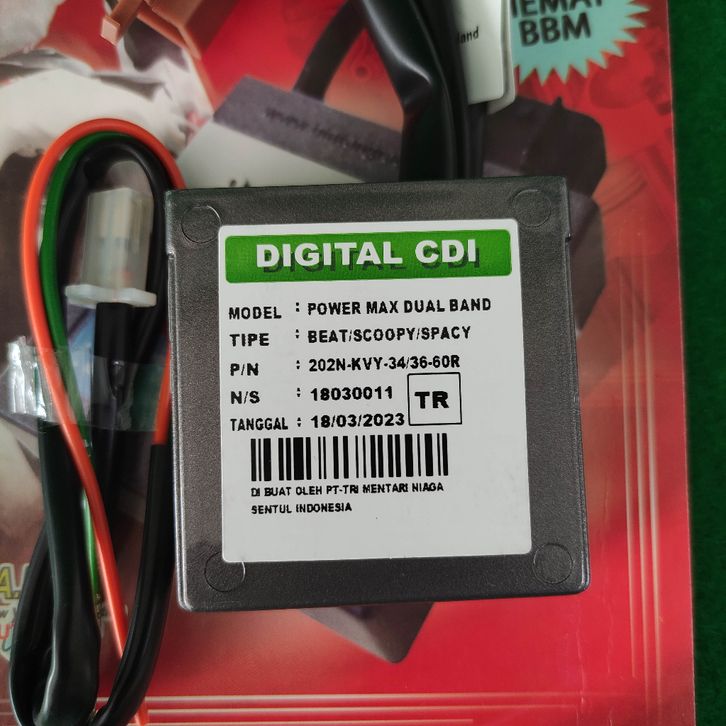 BBM
DIGITAL CDI
MODEL : POWER MAX DUAL BAND
TIPE : BEAT/SCOOPY/SPACY
P/N : 202N-KVY-34/36-60R
N/S : 18030011
TR
TANGGAL : 18/03/2023
DI BUAT OLEH PT-TRI MENTARI NIAGA
SENTUL INDONESIA